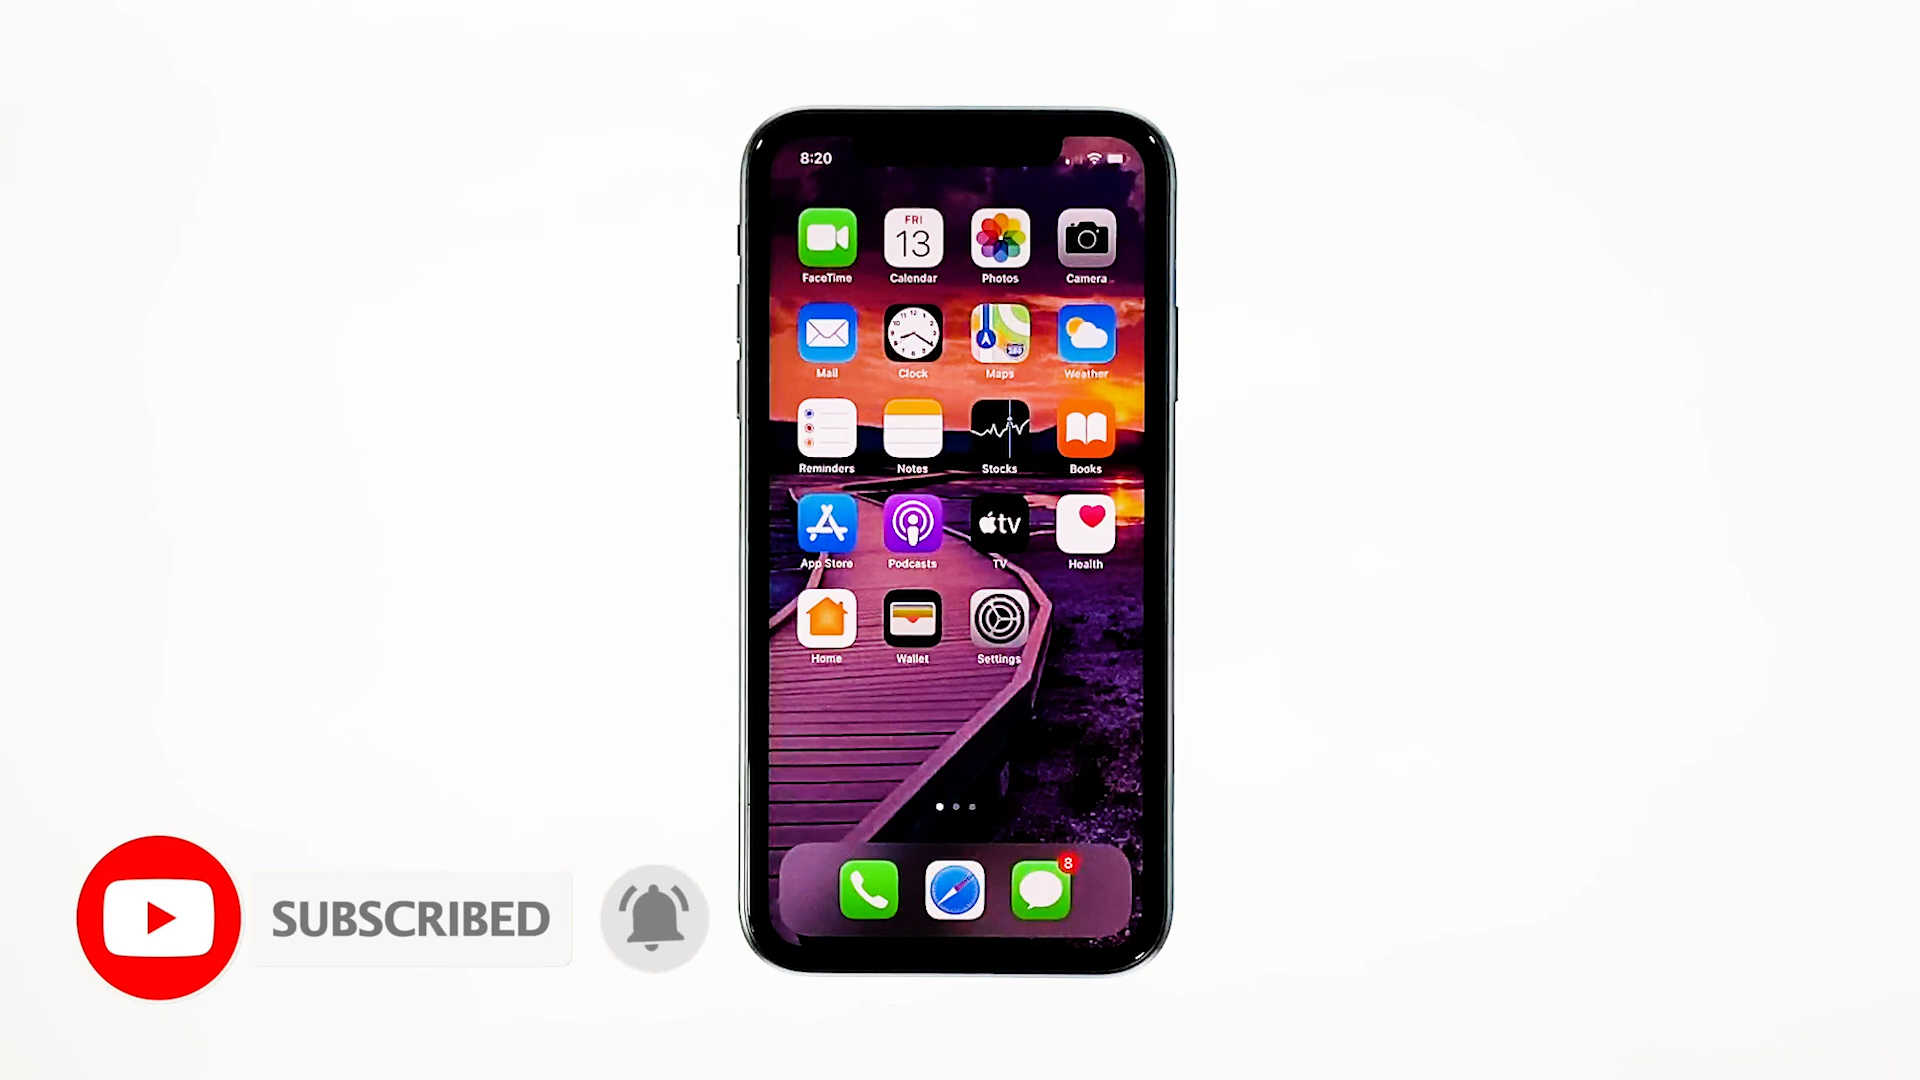 8:20
FRI
13
FaceTime Calendar Photos Camera
Mail Clock Maps Weather
Reminders Notes Stocks Books
tv
App Store Podcasts TV Health
Home Wallet Settings
8
SUBSCRIBED